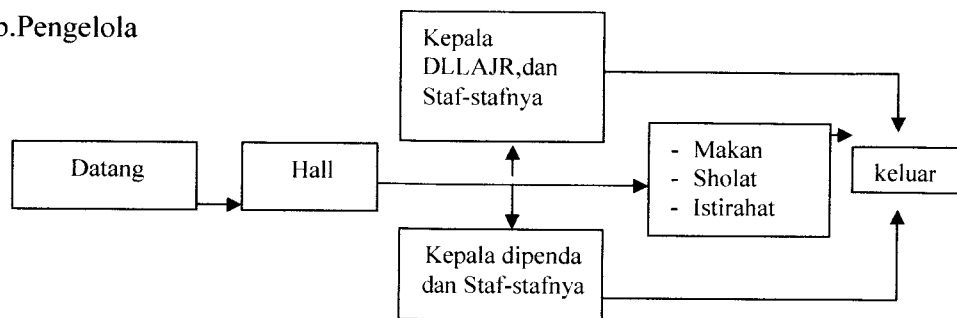 b.Pengelola
Kepala
DLLAJR,dan
Staf-stafnya
Datang
Hall
- Makan
- Sholat
- Istirahat
keluar
Kepala dipenda
dan Staf-stafnya